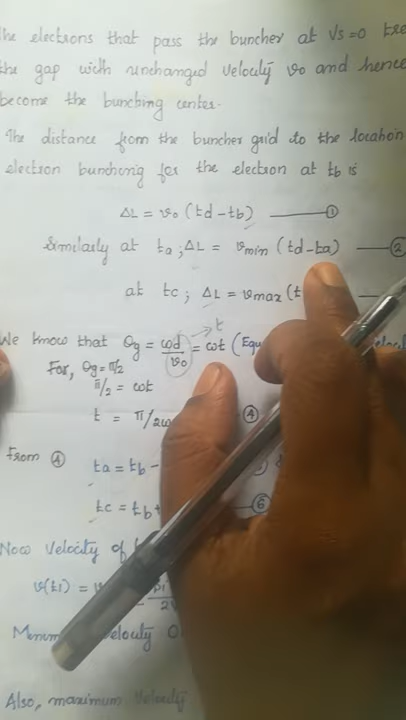 The electrons that pass the buncher at Vs=0
the gap with unchanged velocity v0 and hence
become the bunching center.
The distance from the buncher grid to the location
electron bunching for the electron at tb is
ΔL = v0 (td-tb) ——①
Similarly at ta ; ΔL = vmin (td-ta) ——②
at tc ; ΔL = vmax (t
We know that θg = ωd/v0 = ωt (Equ
t
For, θg = π/2
π/2 = ωt
t = π/2ω ④
From ④
ta = tb -
tc = tb + ⑥
Now Velocity of
v(t1) =
Velocity
Also, maximum velocity